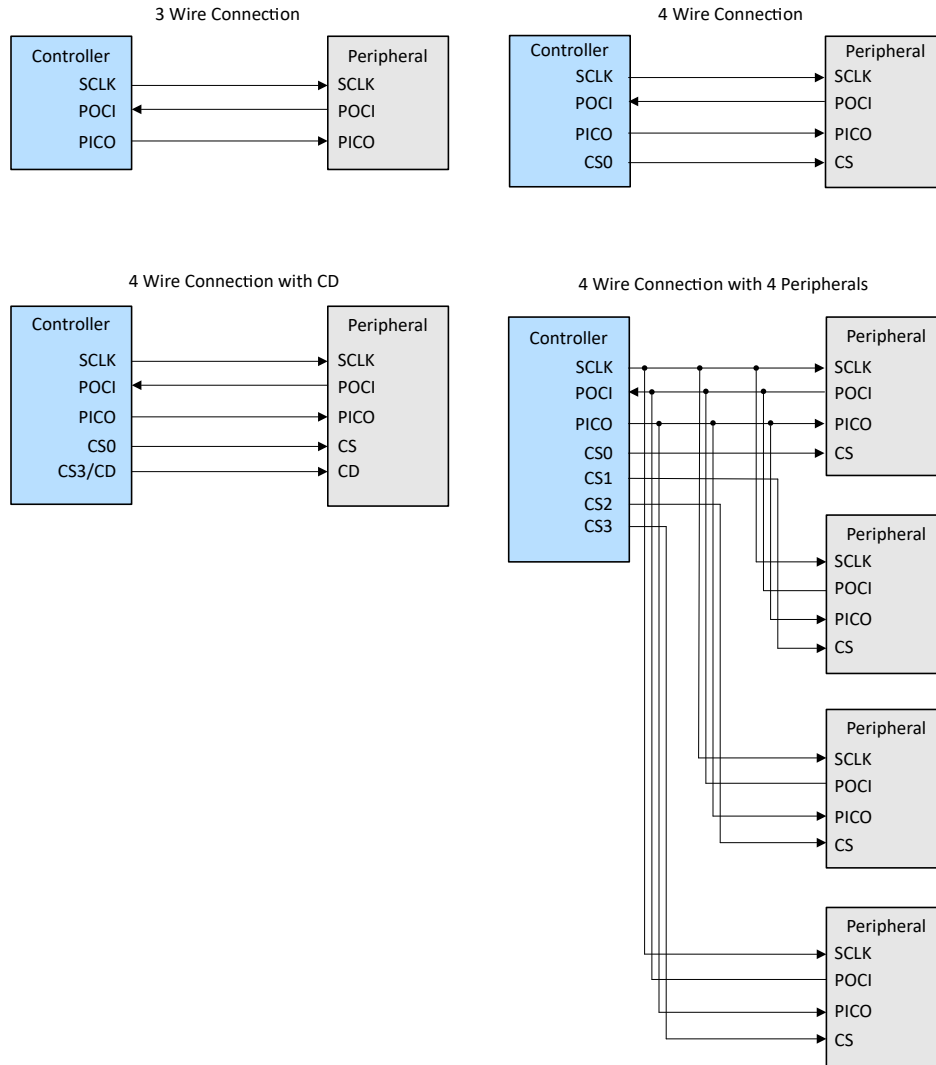 3 Wire Connection
Controller
SCLK
POCI
PICO
Peripheral
SCLK
POCI
PICO
4 Wire Connection
Controller
SCLK
POCI
PICO
CS0
Peripheral
SCLK
POCI
PICO
CS
4 Wire Connection with CD
Controller
SCLK
POCI
PICO
CS0
CS3/CD
Peripheral
SCLK
POCI
PICO
CS
CD
4 Wire Connection with 4 Peripherals
Controller
SCLK
POCI
PICO
CS0
CS1
CS2
CS3
Peripheral
SCLK
POCI
PICO
CS
Peripheral
SCLK
POCI
PICO
CS
Peripheral
SCLK
POCI
PICO
CS
Peripheral
SCLK
POCI
PICO
CS